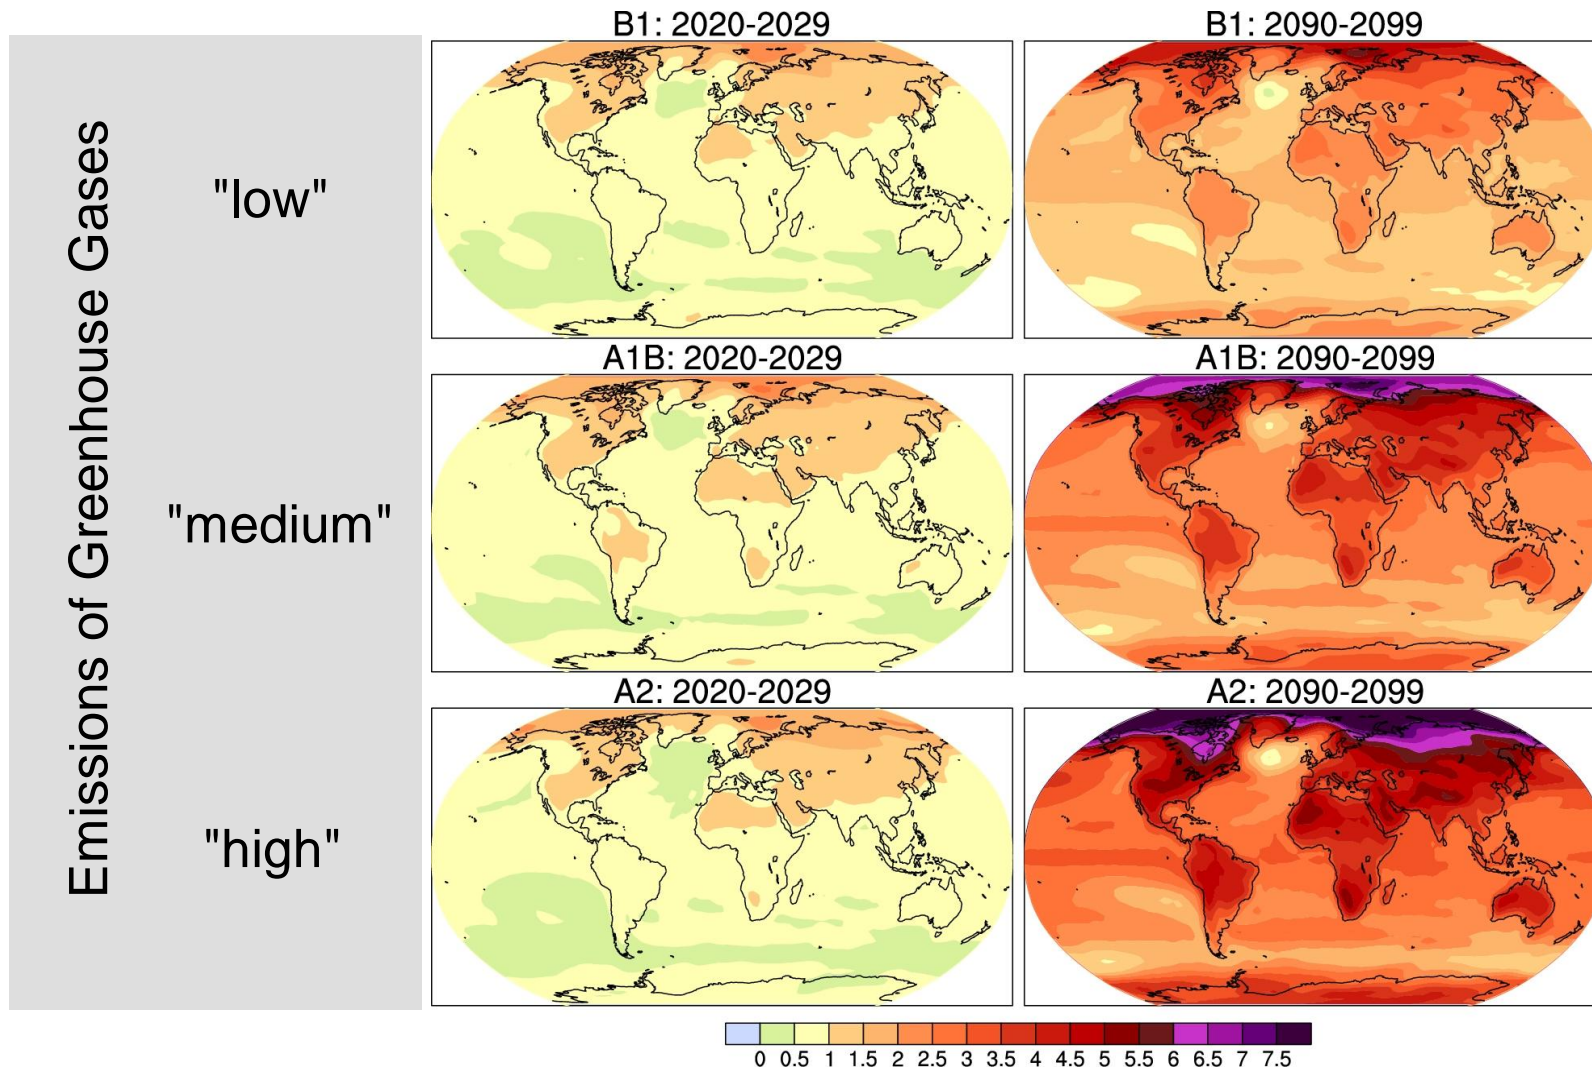 Emissions of Greenhouse Gases
"low"
"medium"
"high"
B1: 2020-2029
B1: 2090-2099
A1B: 2020-2029
A1B: 2090-2099
A2: 2020-2029
A2: 2090-2099
0 0.5 1 1.5 2 2.5 3 3.5 4 4.5 5 5.5 6 6.5 7 7.5